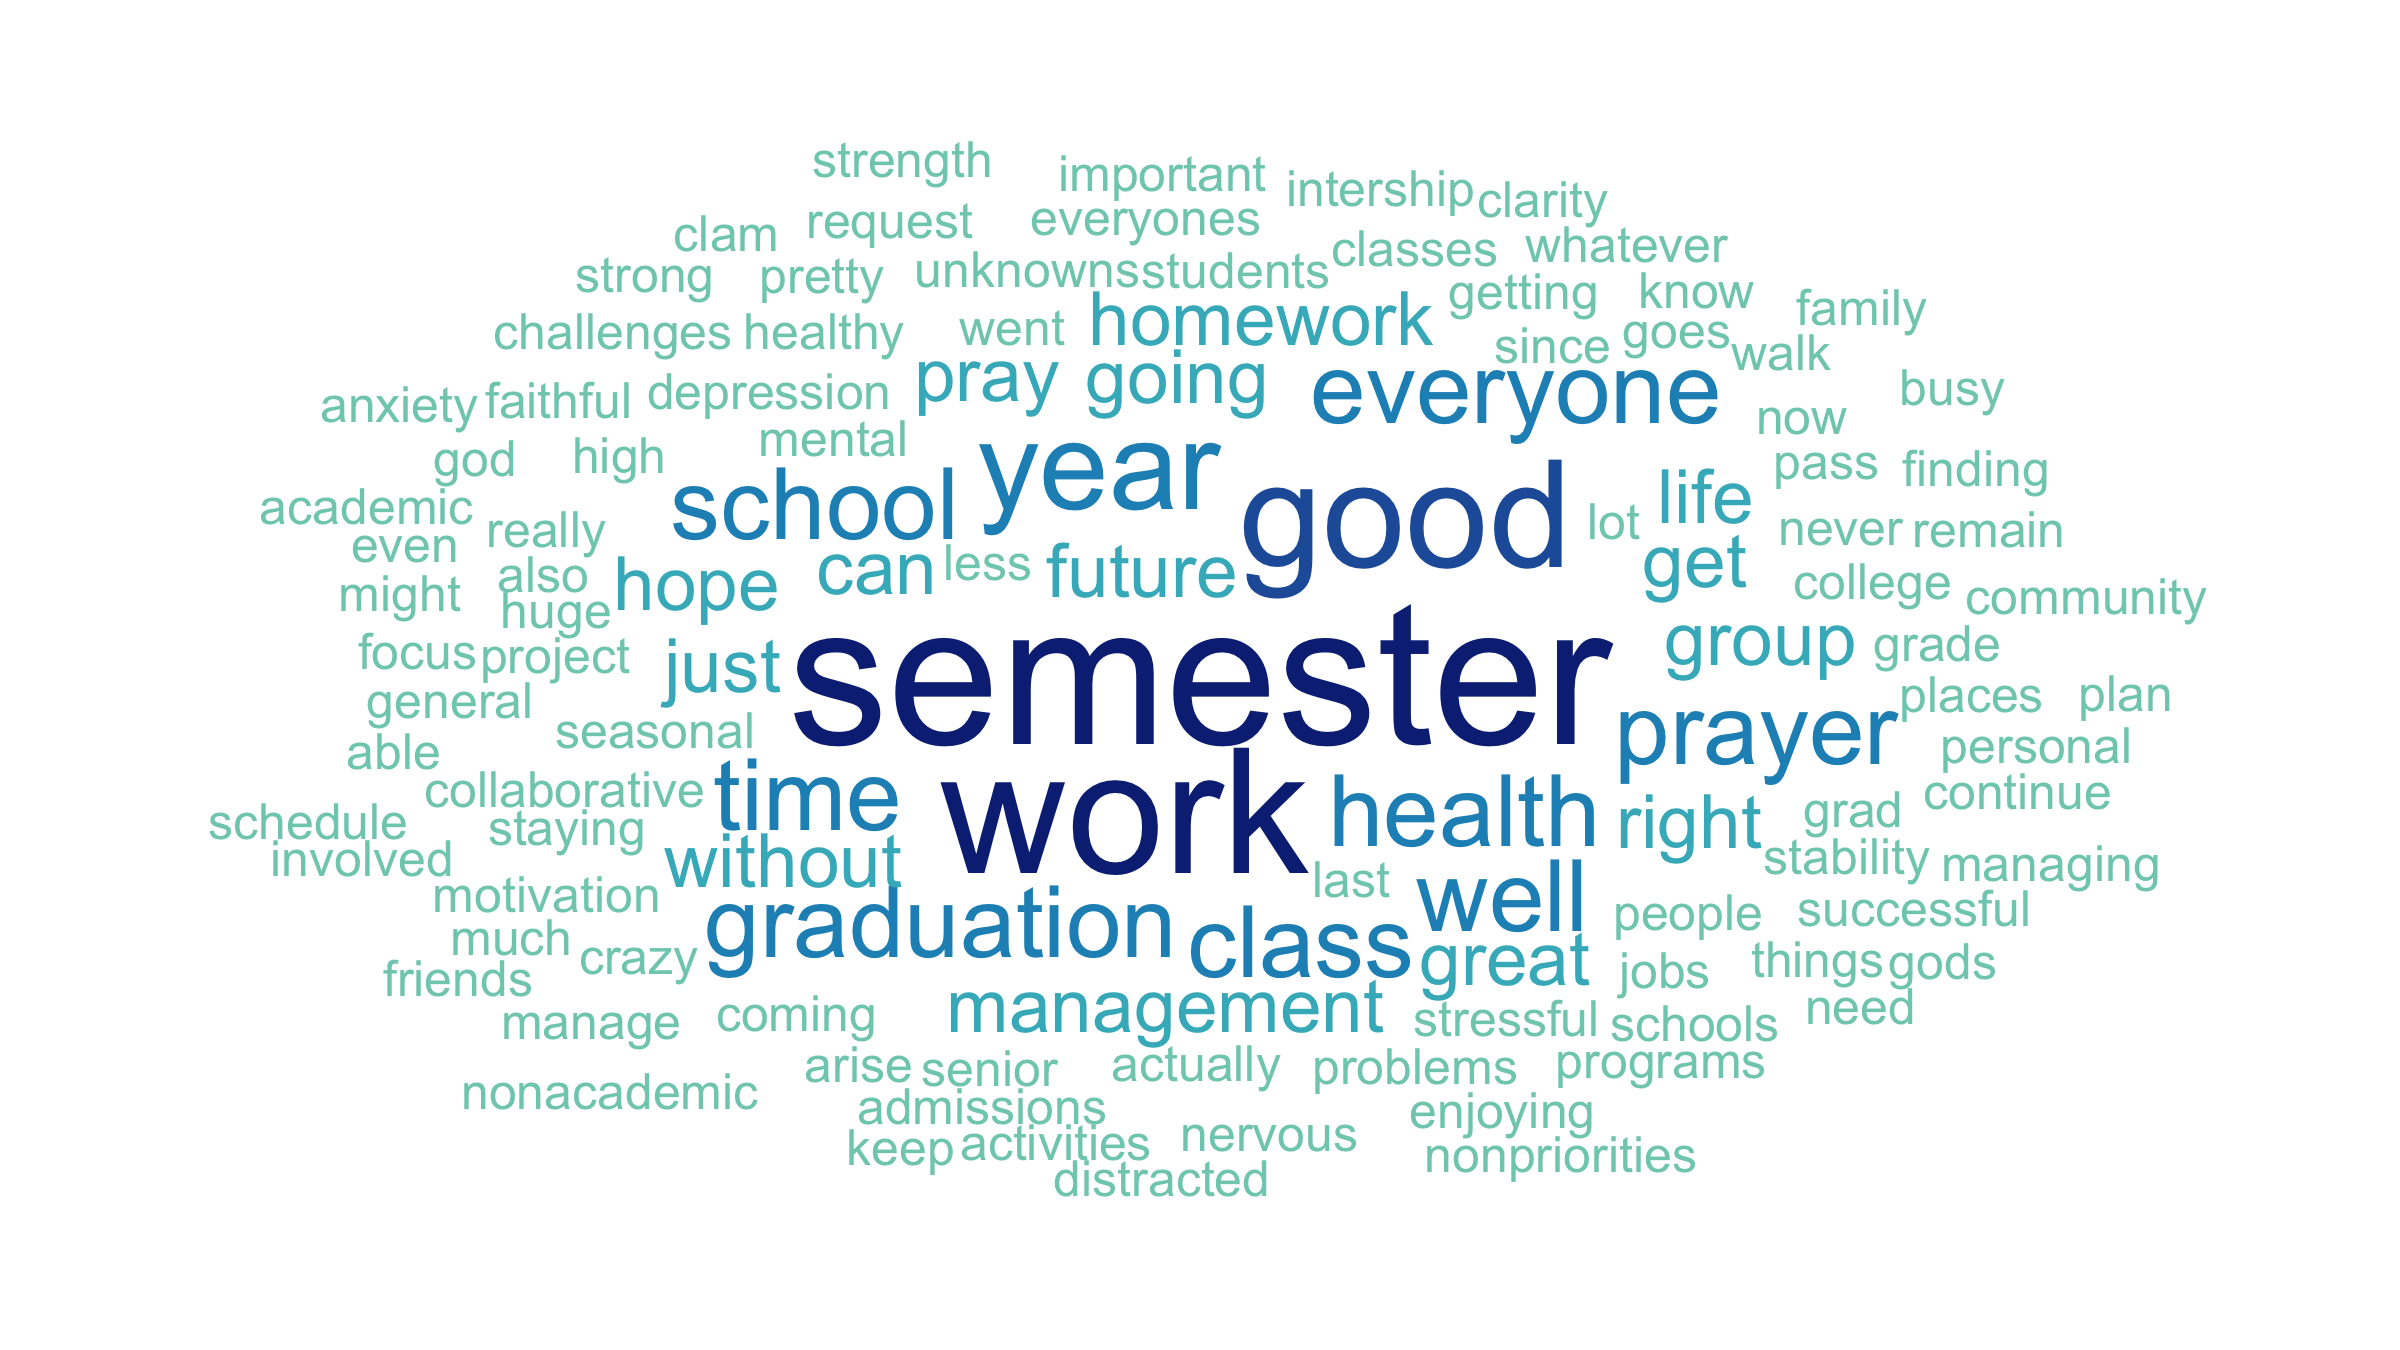 strength
important
intership
clarity
clam
request
everyones
classes
whatever
strong
pretty
unknowns
students
getting
know
family
challenges
healthy
went
homework
since
goes
walk
anxiety
faithful
depression
pray
going
everyone
now
busy
god
high
mental
year
pass
finding
academic
really
school
good
lot
life
never
remain
even
also
can
less
future
get
college
community
might
huge
hope
focus
project
just
semester
group
grade
general
seasonal
prayer
places
plan
able
collaborative
time
work
health
right
personal
continue
grad
schedule
staying
involved
without
last
stability
managing
motivation
graduation
class
well
people
successful
much
crazy
great
jobs
things
gods
friends
manage
coming
management
stressful
schools
need
arise
senior
actually
problems
programs
nonacademic
admissions
enjoying
keep
activities
nervous
nonpriorities
distracted